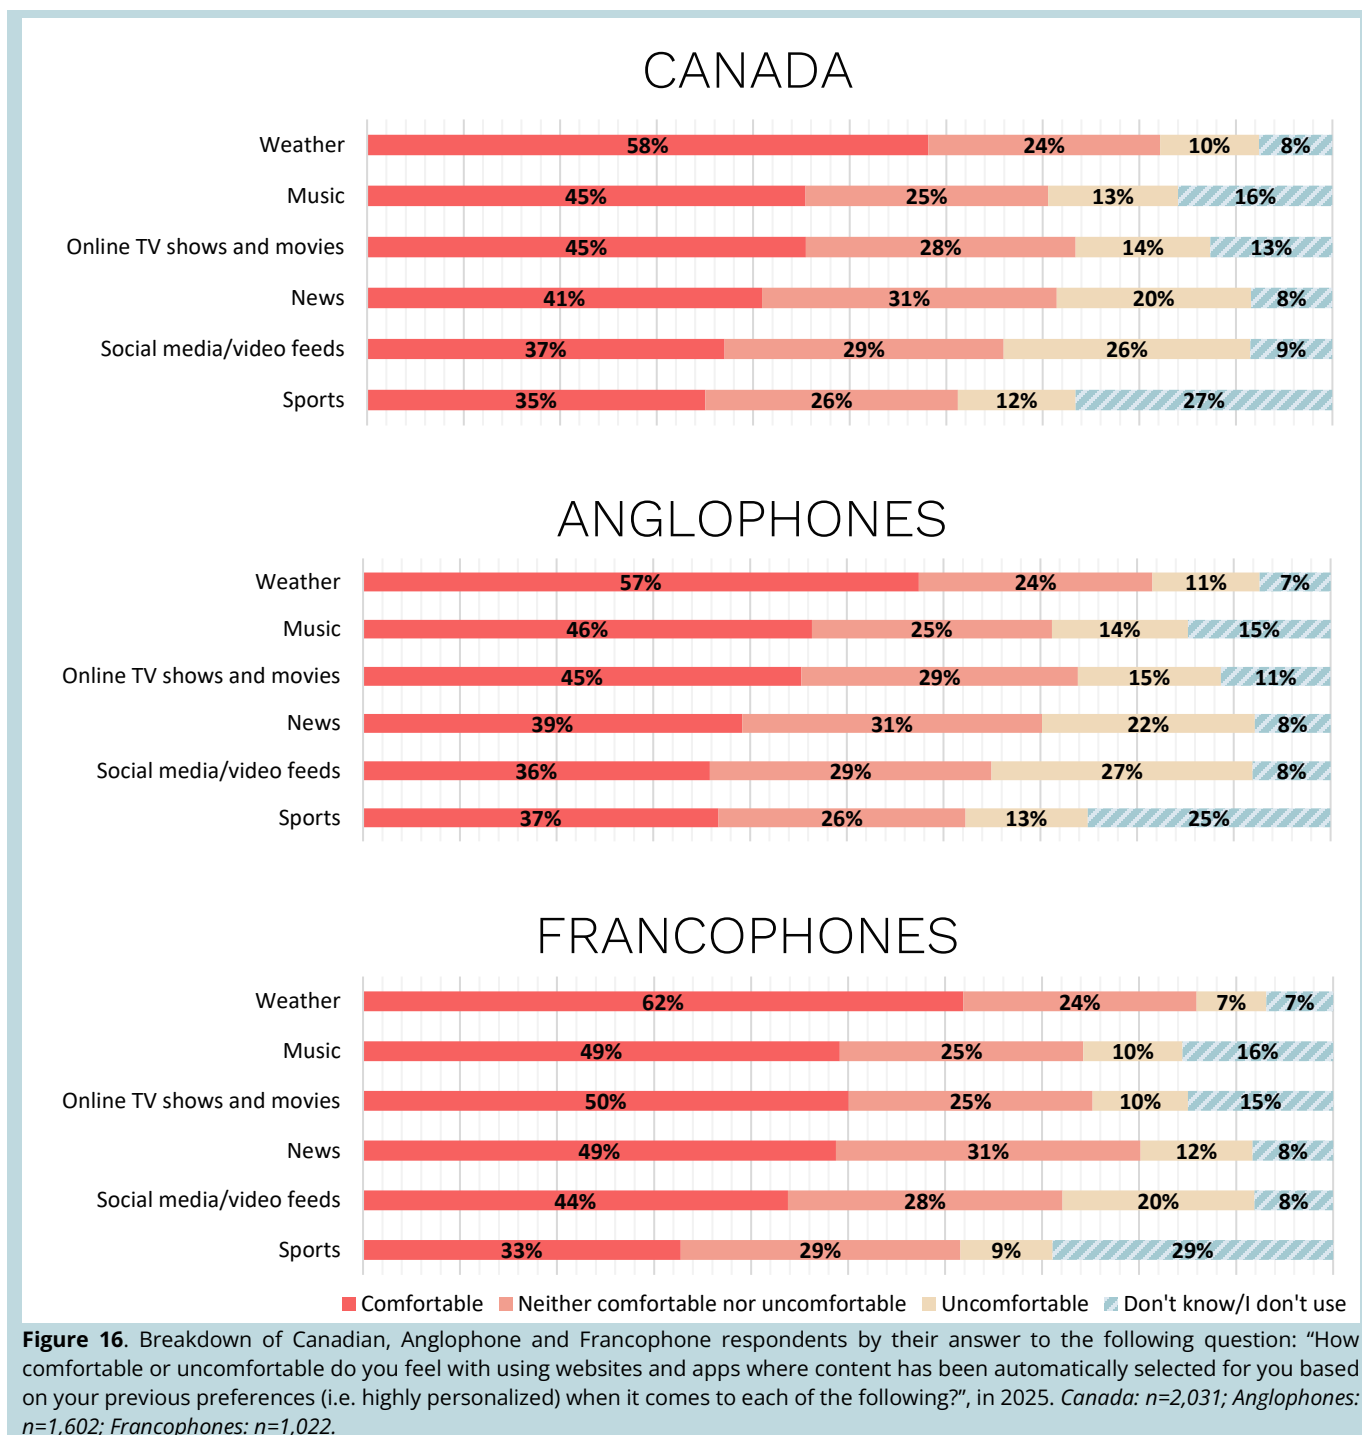 CANADA
Weather 58% 24% 10% 8%
Music 45% 25% 13% 16%
Online TV shows and movies 45% 28% 14% 13%
News 41% 31% 20% 8%
Social media/video feeds 37% 29% 26% 9%
Sports 35% 26% 12% 27%
ANGLOPHONES
Weather 57% 24% 11% 7%
Music 46% 25% 14% 15%
Online TV shows and movies 45% 29% 15% 11%
News 39% 31% 22% 8%
Social media/video feeds 36% 29% 27% 8%
Sports 37% 26% 13% 25%
FRANCOPHONES
Weather 62% 24% 7% 7%
Music 49% 25% 10% 16%
Online TV shows and movies 50% 25% 10% 15%
News 49% 31% 12% 8%
Social media/video feeds 44% 28% 20% 8%
Sports 33% 29% 9% 29%
Comfortable Neither comfortable nor uncomfortable Uncomfortable Don't know/I don't use
Figure 16. Breakdown of Canadian, Anglophone and Francophone respondents by their answer to the following question: “How
comfortable or uncomfortable do you feel with using websites and apps where content has been automatically selected for you based
on your previous preferences (i.e. highly personalized) when it comes to each of the following?”, in 2025. Canada: n=2,031; Anglophones:
n=1,602; Francophones: n=1,022.